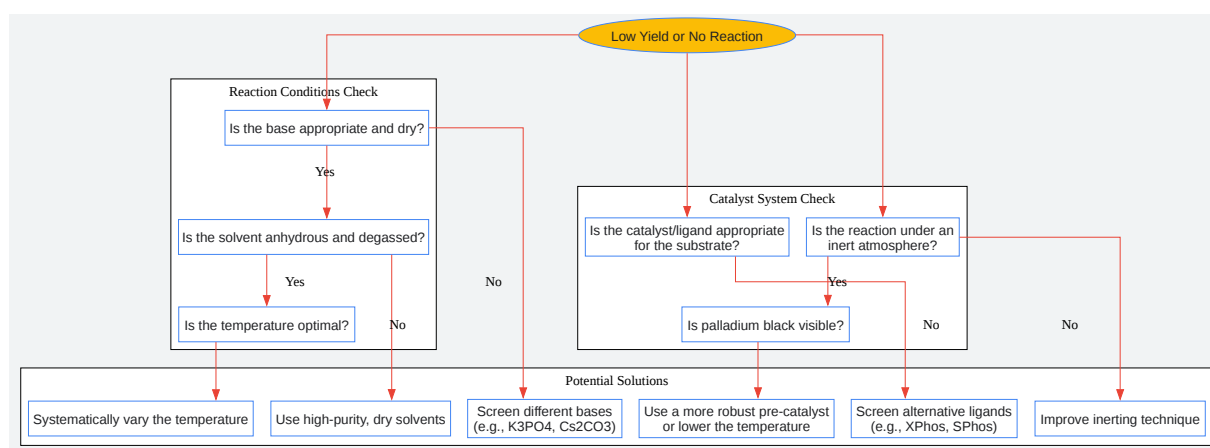 Low Yield or No Reaction
Reaction Conditions Check
Is the base appropriate and dry?
Yes
Is the solvent anhydrous and degassed?
Yes
No
Is the temperature optimal?
No
Catalyst System Check
Is the catalyst/ligand appropriate
for the substrate?
Is the reaction under an
inert atmosphere?
Yes
Is palladium black visible?
No
No
Potential Solutions
Systematically vary the temperature
Use high-purity, dry solvents
Screen different bases
(e.g., K3PO4, Cs2CO3)
Use a more robust pre-catalyst
or lower the temperature
Screen alternative ligands
(e.g., XPhos, SPhos)
Improve inerting technique